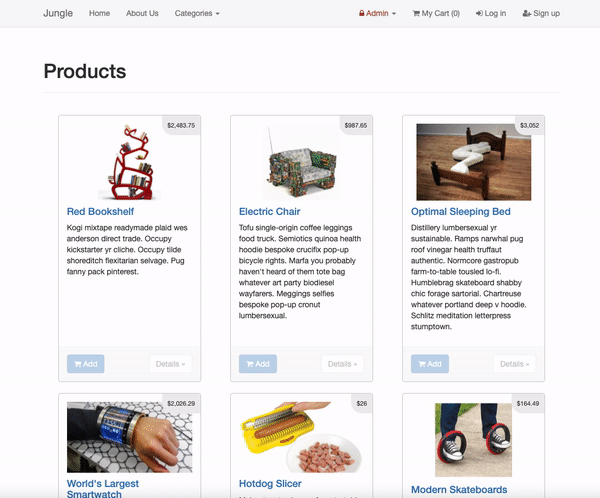 Jungle Home About Us Categories Admin My Cart (0) Log in Sign up
Products
$2,483.75 $987.65 $3,052
Red Bookshelf
Kogi mixtape readymade plaid wes
anderson direct trade. Occupy
kickstarter yr cliche. Occupy tilde
shoreditch flexitarian selvage. Pug
fanny pack pinterest.
Electric Chair
Tofu single-origin coffee leggings
food truck. Semiotics quinoa health
hoodie bespoke crucifix pop-up
bicycle rights. Marfa you probably
haven't heard of them tote bag
whatever art party biodiesel
wayfarers. Meggings selfies
bespoke pop-up cronut
lumbersexual.
Optimal Sleeping Bed
Distillery lumbersexual yr
sustainable. Ramps narwhal pug
roof vinegar health truffaut
authentic. Normcore gastropub
farm-to-table tousled lo-fi.
Humblebrag skateboard shabby
chic forage sartorial. Chartreuse
whatever portland deep v hoodie.
Schlitz meditation letterpress
stumptown.
Add Details » Add Details » Add Details »
$2,026.29 $26 $164.49
World's Largest
Smartwatch
Hotdog Slicer
Modern Skateboards